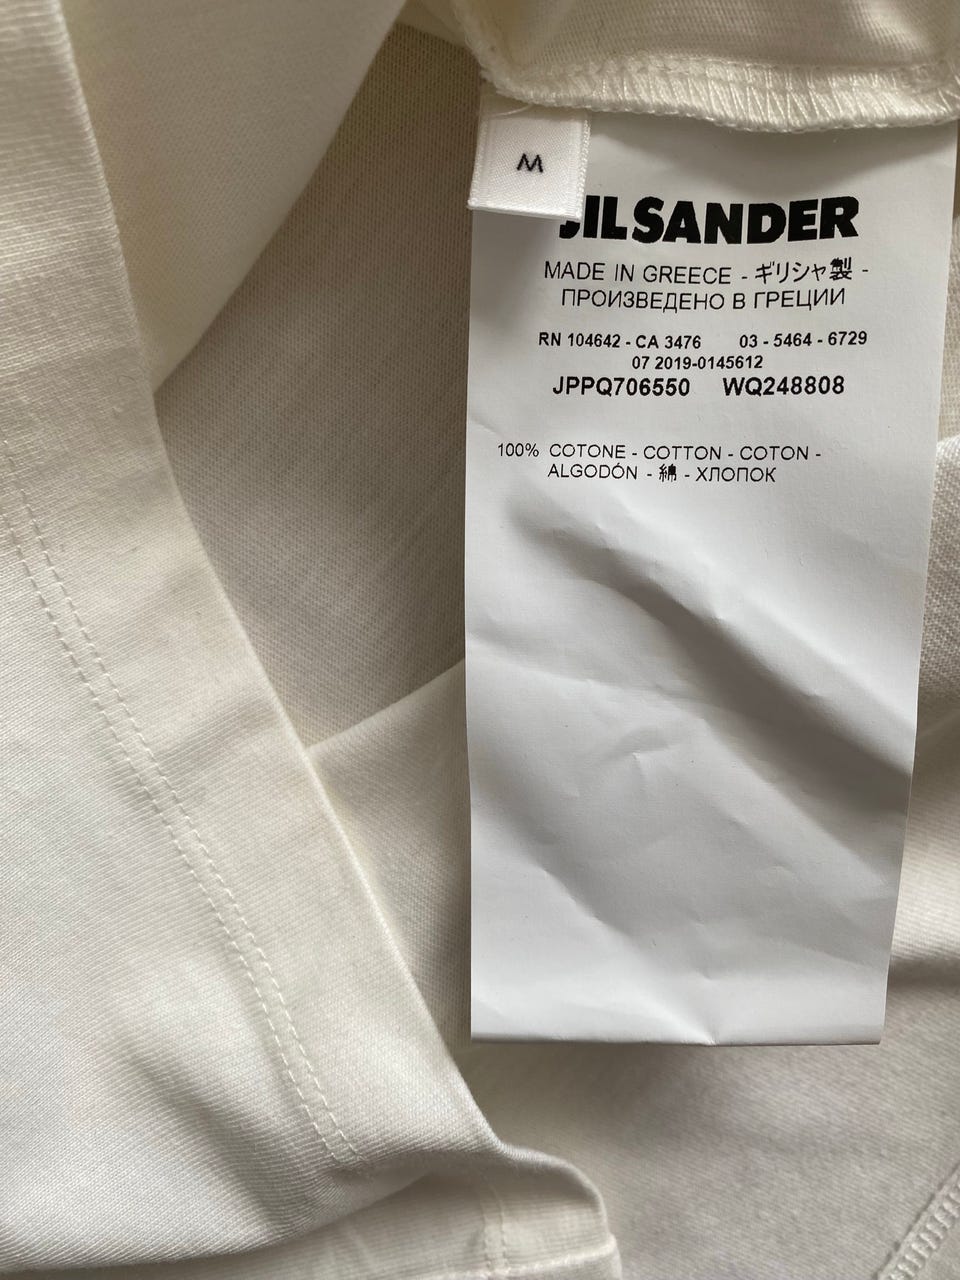 M
JIL SANDER
MADE IN GREECE - ギリシャ製 -
ПРОИЗВЕДЕНО В ГРЕЦИИ
RN 104642 - CA 3476 03 - 5464 - 6729
07 2019-0145612
JPPQ706550 WQ248808
100% COTONE - COTTON - COTON -
ALGODÓN - 綿 - ХЛОПОК